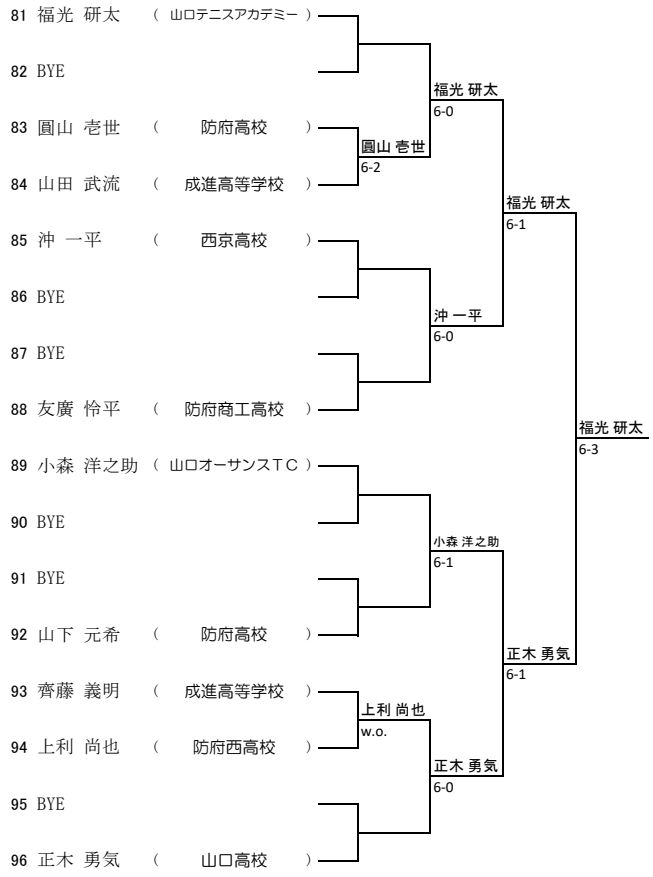 81 福光 研太 ( 山口テニスアカデミー )
82 BYE
福光 研太
6-0
83 圓山 壱世 ( 防府高校 )
圓山 壱世
6-2
84 山田 武流 ( 成進高等学校 )
福光 研太
6-1
85 沖 一平 ( 西京高校 )
86 BYE
沖 一平
6-0
87 BYE
88 友廣 怜平 ( 防府商工高校 )
福光 研太
6-3
89 小森 洋之助 ( 山口オーサンスTC )
90 BYE
小森 洋之助
6-1
91 BYE
92 山下 元希 ( 防府高校 )
正木 勇気
6-1
93 齊藤 義明 ( 成進高等学校 )
上利 尚也
w.o.
94 上利 尚也 ( 防府西高校 )
正木 勇気
6-0
95 BYE
96 正木 勇気 ( 山口高校 )